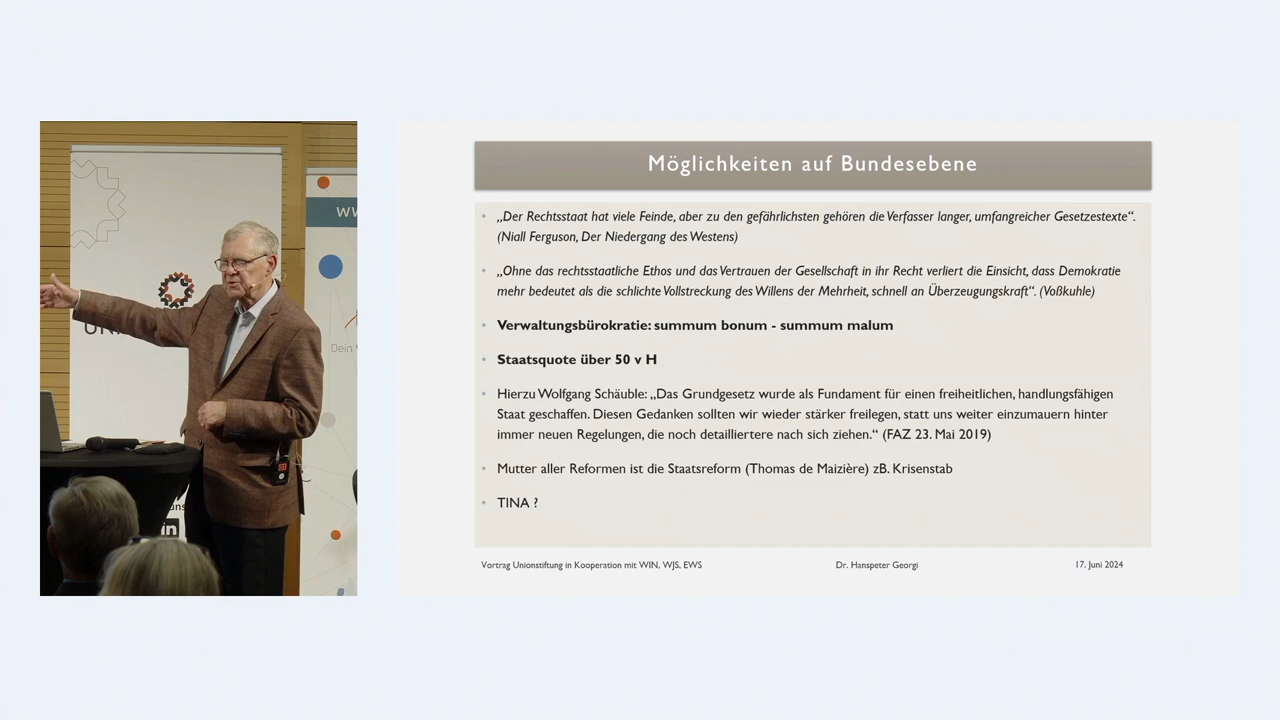 WW
UN
Dein
uns
in
Möglichkeiten auf Bundesebene
„Der Rechtsstaat hat viele Feinde, aber zu den gefährlichsten gehören die Verfasser langer, umfangreicher Gesetzestexte“.
(Niall Ferguson, Der Niedergang des Westens)
„Ohne das rechtsstaatliche Ethos und das Vertrauen der Gesellschaft in ihr Recht verliert die Einsicht, dass Demokratie
mehr bedeutet als die schlichte Vollstreckung des Willens der Mehrheit, schnell an Überzeugungskraft“. (Voßkuhle)
Verwaltungsbürokratie: summum bonum - summum malum
Staatsquote über 50 v H
Hierzu Wolfgang Schäuble: „Das Grundgesetz wurde als Fundament für einen freiheitlichen, handlungsfähigen
Staat geschaffen. Diesen Gedanken sollten wir wieder stärker freilegen, statt uns weiter einzumauern hinter
immer neuen Regelungen, die noch detailliertere nach sich ziehen.“ (FAZ 23. Mai 2019)
Mutter aller Reformen ist die Staatsreform (Thomas de Maizière) zB. Krisenstab
TINA ?
Vortrag Unionstiftung in Kooperation mit WIN, WJS, EWS
Dr. Hanspeter Georgi
17. Juni 2024